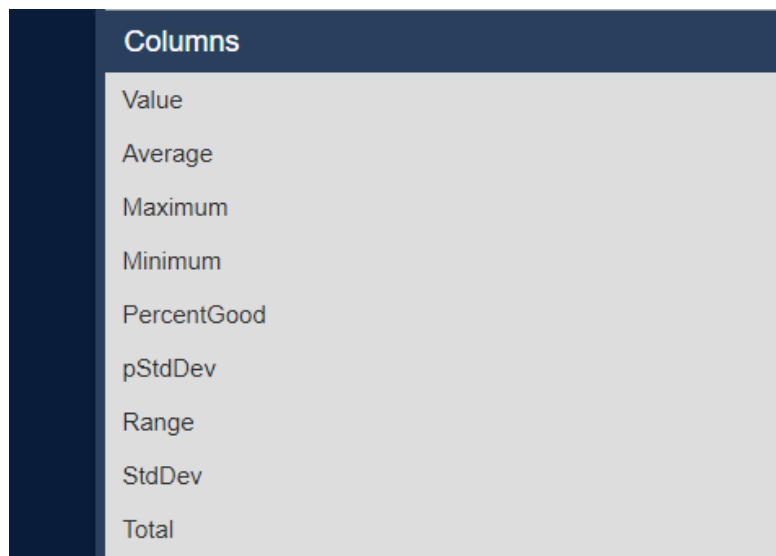 Columns
Value
Average
Maximum
Minimum
PercentGood
pStdDev
Range
StdDev
Total